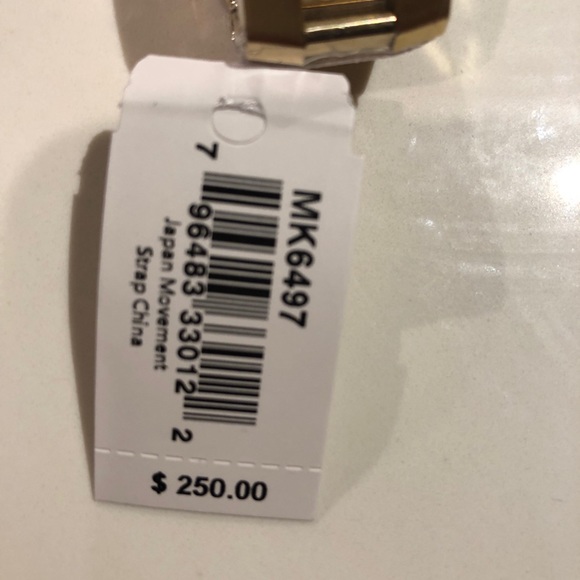 MK6497
7 96483 33012 2
Japan Movement
Strap China
$ 250.00